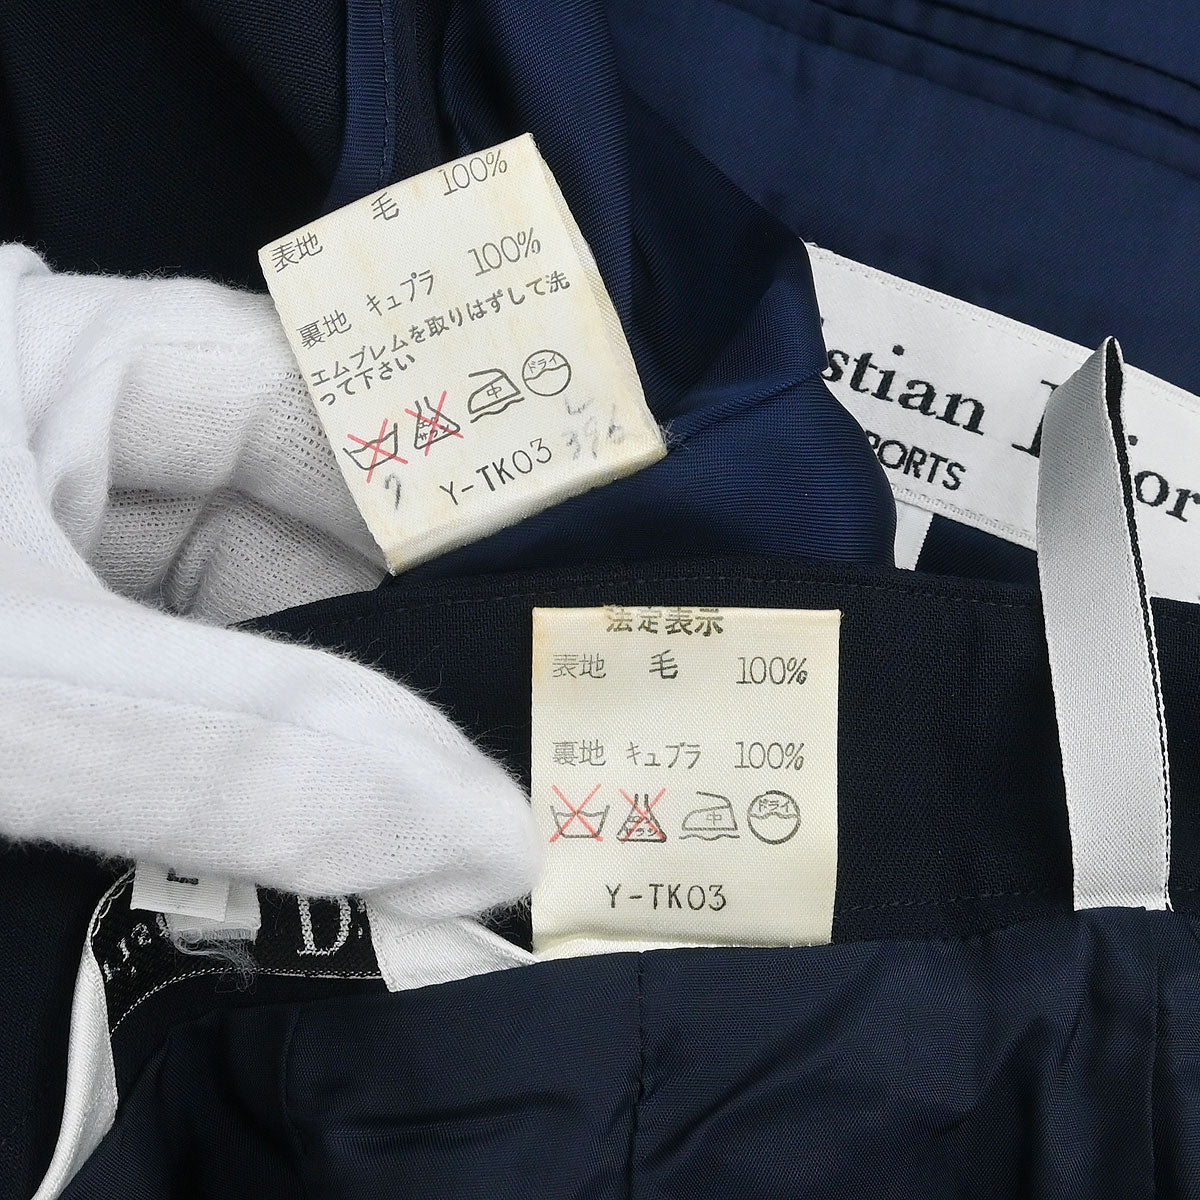 表地 毛 100%
裏地 キュプラ 100%
エムブレムを取りはずして洗
って下さい
中 ドライ
Y-TK03 396
stian Dior
PORTS
法定表示
表地 毛 100%
裏地 キュプラ 100%
中 ドライ
Y-TK03
L
D